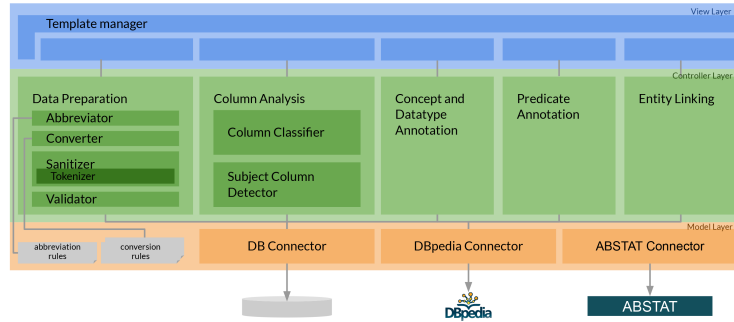 View Layer
Template manager
Controller Layer
Data Preparation
Abbreviator
Converter
Sanitizer
Tokenizer
Validator
Column Analysis
Column Classifier
Subject Column
Detector
Concept and
Datatype
Annotation
Predicate
Annotation
Entity Linking
Model Layer
abbreviation
rules
conversion
rules
DB Connector
DBpedia Connector
ABSTAT Connector
DBpedia
ABSTAT